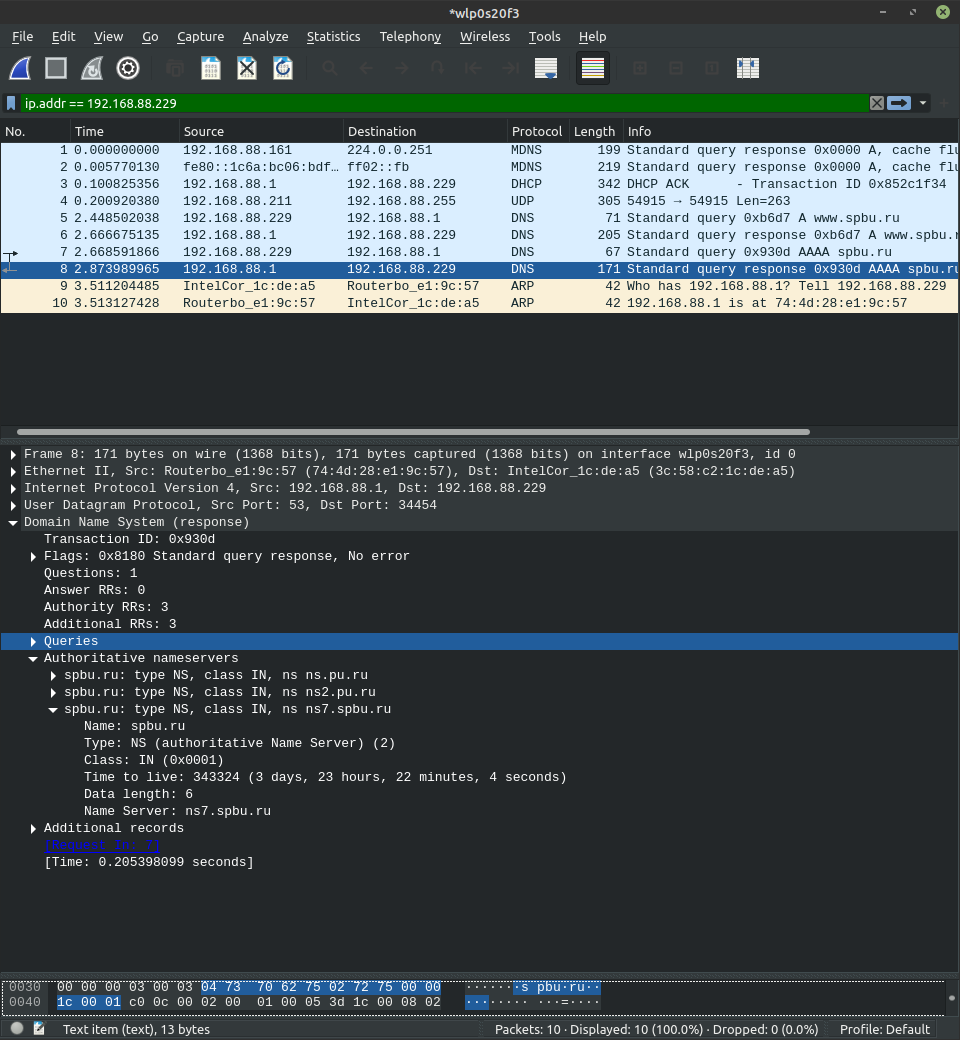 *wlp0s20f3
File Edit View Go Capture Analyze Statistics Telephony Wireless Tools Help
ip.addr == 192.168.88.229
No. Time Source Destination Protocol Length Info
1 0.000000000 192.168.88.161 224.0.0.251 MDNS 199 Standard query response 0x0000 A, cache flu
2 0.005770130 fe80::1c6a:bc06:bdf… ff02::fb MDNS 219 Standard query response 0x0000 A, cache flu
3 0.100825356 192.168.88.1 192.168.88.229 DHCP 342 DHCP ACK - Transaction ID 0x852c1f34
4 0.200920380 192.168.88.211 192.168.88.255 UDP 305 54915 → 54915 Len=263
5 2.448502038 192.168.88.229 192.168.88.1 DNS 71 Standard query 0xb6d7 A www.spbu.ru
6 2.666675135 192.168.88.1 192.168.88.229 DNS 205 Standard query response 0xb6d7 A www.spbu.r
7 2.668591866 192.168.88.229 192.168.88.1 DNS 67 Standard query 0x930d AAAA spbu.ru
8 2.873989965 192.168.88.1 192.168.88.229 DNS 171 Standard query response 0x930d AAAA spbu.ru
9 3.511204485 IntelCor_1c:de:a5 Routerbo_e1:9c:57 ARP 42 Who has 192.168.88.1? Tell 192.168.88.229
10 3.513127428 Routerbo_e1:9c:57 IntelCor_1c:de:a5 ARP 42 192.168.88.1 is at 74:4d:28:e1:9c:57
Frame 8: 171 bytes on wire (1368 bits), 171 bytes captured (1368 bits) on interface wlp0s20f3, id 0
Ethernet II, Src: Routerbo_e1:9c:57 (74:4d:28:e1:9c:57), Dst: IntelCor_1c:de:a5 (3c:58:c2:1c:de:a5)
Internet Protocol Version 4, Src: 192.168.88.1, Dst: 192.168.88.229
User Datagram Protocol, Src Port: 53, Dst Port: 34454
Domain Name System (response)
Transaction ID: 0x930d
Flags: 0x8180 Standard query response, No error
Questions: 1
Answer RRs: 0
Authority RRs: 3
Additional RRs: 3
Queries
Authoritative nameservers
spbu.ru: type NS, class IN, ns ns.pu.ru
spbu.ru: type NS, class IN, ns ns2.pu.ru
spbu.ru: type NS, class IN, ns ns7.spbu.ru
Name: spbu.ru
Type: NS (authoritative Name Server) (2)
Class: IN (0x0001)
Time to live: 343324 (3 days, 23 hours, 22 minutes, 4 seconds)
Data length: 6
Name Server: ns7.spbu.ru
Additional records
[Request In: 7]
[Time: 0.205398099 seconds]
0030 00 00 00 03 00 03 04 73 70 62 75 02 72 75 00 00 ·······s pbu·ru··
0040 1c 00 01 c0 0c 00 02 00 01 00 05 3d 1c 00 08 02 ········ ···=····
Text item (text), 13 bytes Packets: 10 · Displayed: 10 (100.0%) · Dropped: 0 (0.0%) Profile: Default